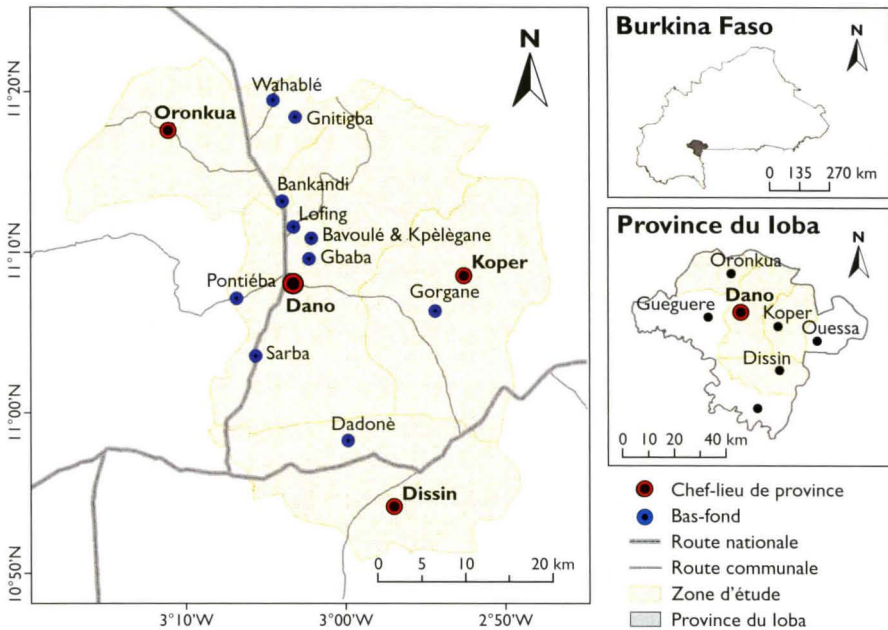 N
11°20'N
11°10'N
11°00'N
10°50'N
Wahablé
Oronkua
Gnitigba
Bankandi
Lofing
Bavoulé & Kpèlègane
Gbaba
Koper
Pontiéba
Dano
Gorgane
Sarba
Dadonè
Dissin
0 5 10 20 km
3°10'W 3°00'W 2°50'W
Burkina Faso
N
0 135 270 km
Province du Ioba
N
Oronkua
Dano
Gueguere
Koper
Ouessa
Dissin
0 10 20 40 km
Chef-lieu de province
Bas-fond
Route nationale
Route communale
Zone d'étude
Province du Ioba